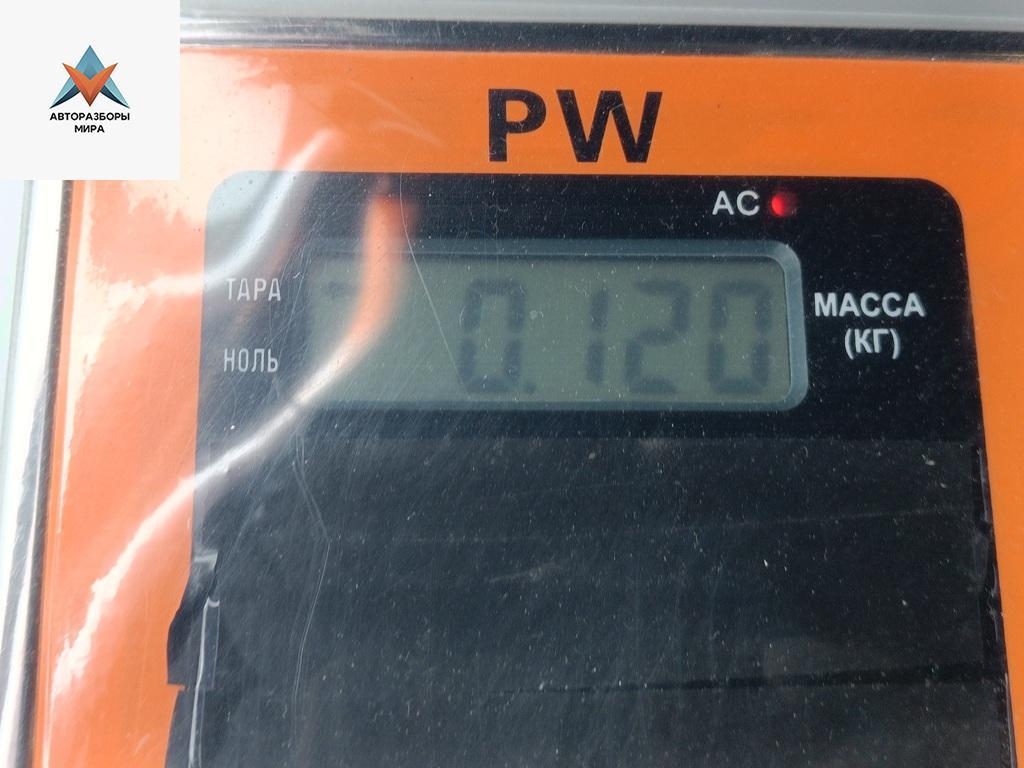 АВТОРАЗБОРЫ
МИРА
PW
AC
ТАРА
0.120
МАССА
(КГ)
НОЛЬ